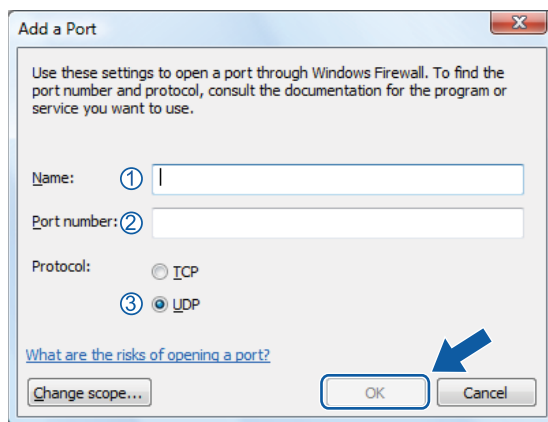 Add a Port
Use these settings to open a port through Windows Firewall. To find the
port number and protocol, consult the documentation for the program or
service you want to use.
Name: ①
Port number: ②
Protocol: TCP
③ UDP
What are the risks of opening a port?
Change scope... OK Cancel